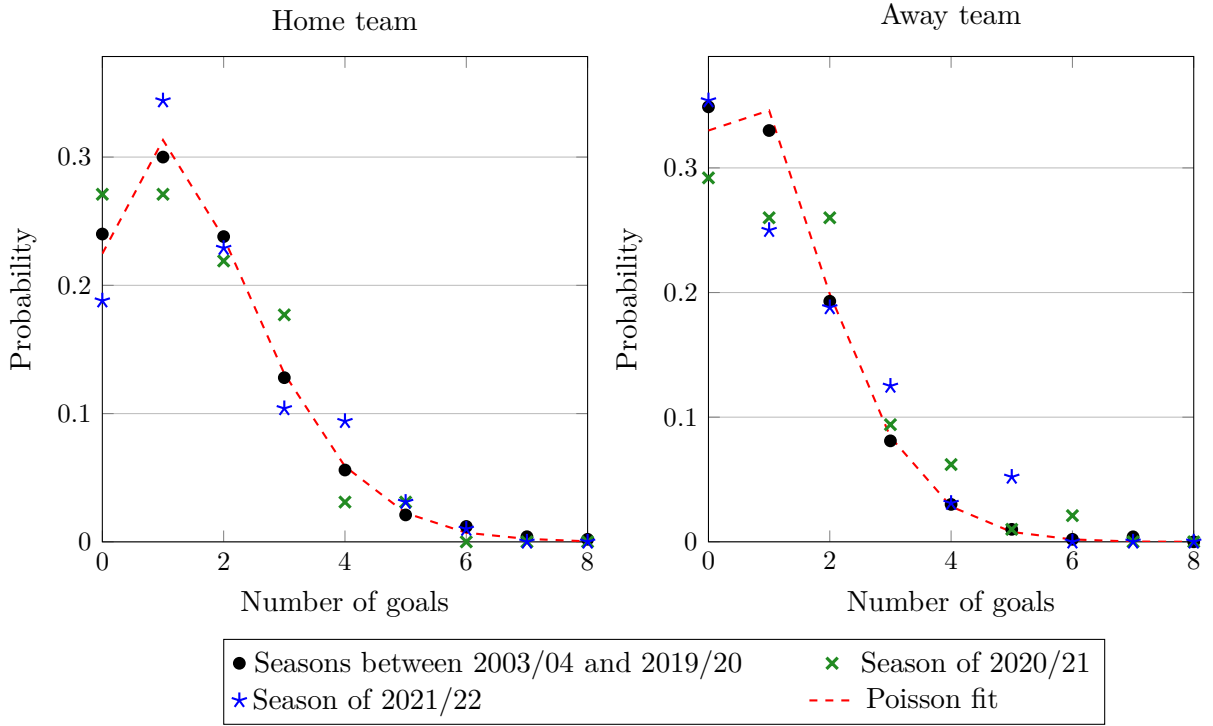 Home team
Away team
0.3
0.2
0.1
0
0 2 4 6 8
Probability
Number of goals
0.3
0.2
0.1
0
0 2 4 6 8
Probability
Number of goals
Seasons between 2003/04 and 2019/20
Season of 2020/21
Season of 2021/22
Poisson fit